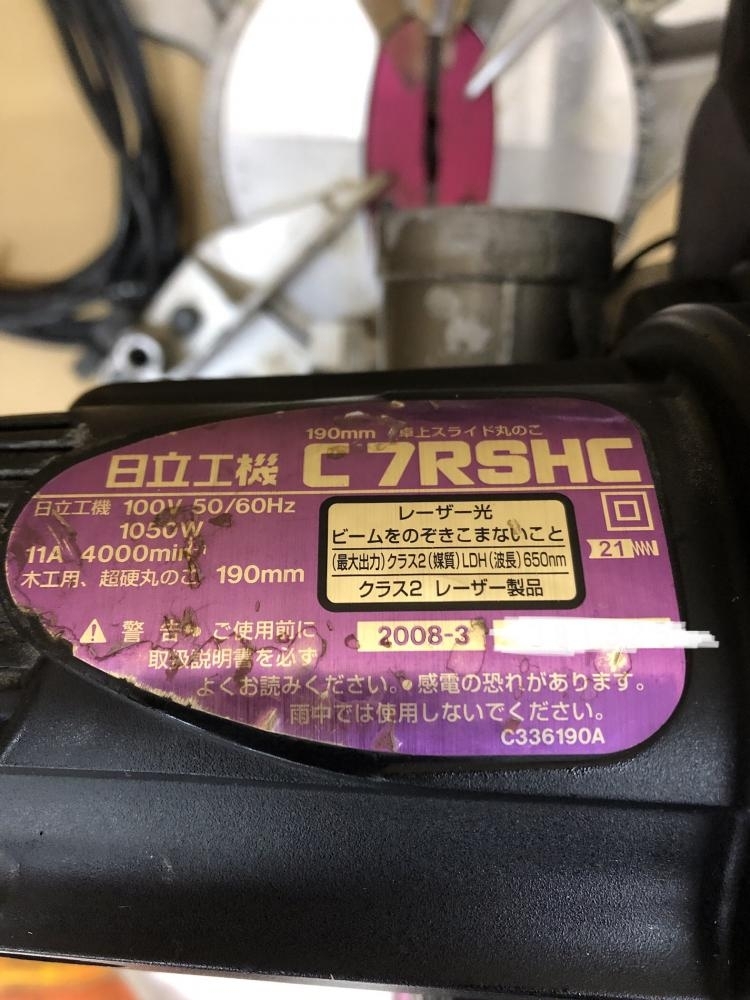 190mm 卓上スライド丸のこ
日立工機 C 7RSHC
日立工機 100V 50/60Hz
1050W
11A 4000min⁻¹
木工用、超硬丸のこ 190mm
レーザー光
ビームをのぞきこまないこと
(最大出力)クラス2(媒質)LDH(波長)650nm
クラス2 レーザー製品
21
警告 ご使用前に
取扱説明書を必ず
よくお読みください。●感電の恐れがあります。
雨中では使用しないでください。
2008-3
C336190A